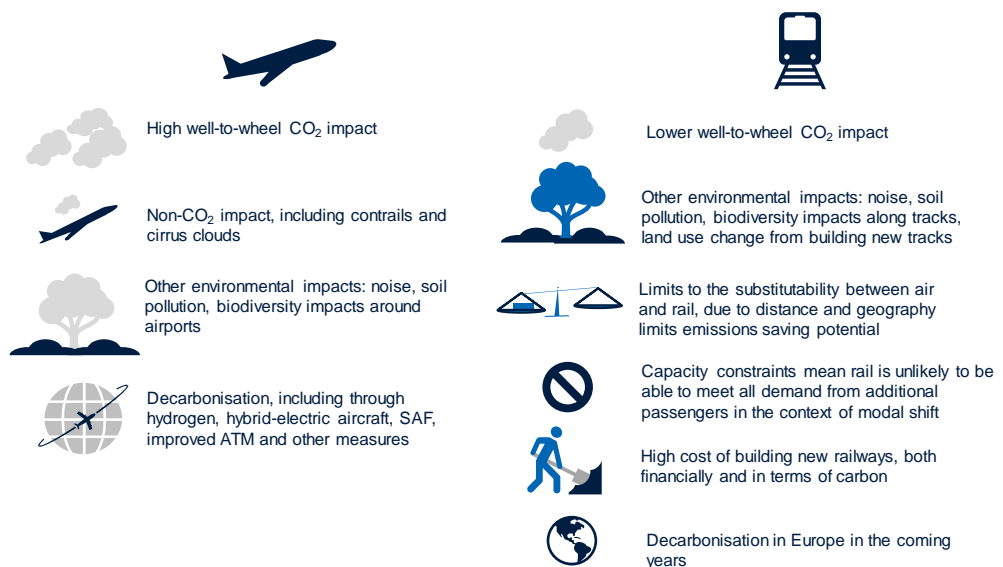 High well-to-wheel CO₂ impact
Non-CO₂ impact, including contrails and
cirrus clouds
Other environmental impacts: noise, soil
pollution, biodiversity impacts around
airports
Decarbonisation, including through
hydrogen, hybrid-electric aircraft, SAF,
improved ATM and other measures
Lower well-to-wheel CO₂ impact
Other environmental impacts: noise, soil
pollution, biodiversity impacts along tracks,
land use change from building new tracks
Limits to the substitutability between air
and rail, due to distance and geography
limits emissions saving potential
Capacity constraints mean rail is unlikely to be
able to meet all demand from additional
passengers in the context of modal shift
High cost of building new railways, both
financially and in terms of carbon
Decarbonisation in Europe in the coming
years